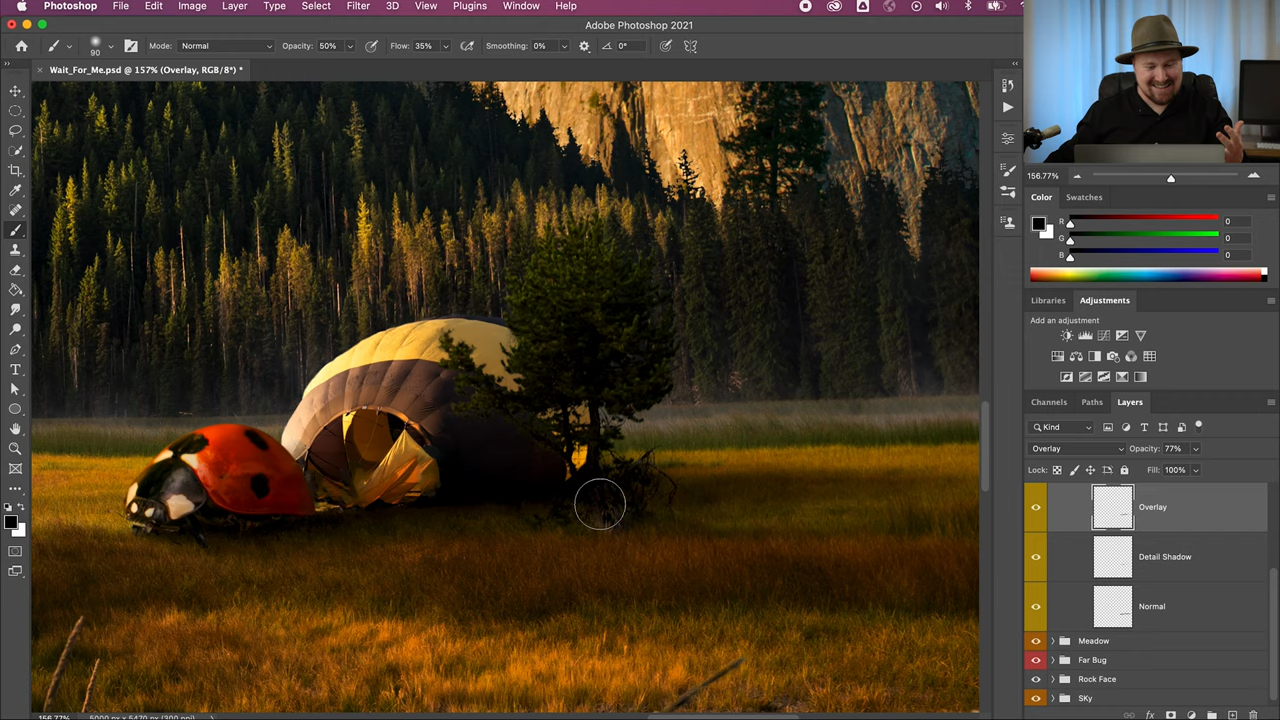 Photoshop File Edit Image Layer Type Select Filter 3D View Plugins Window Help
Adobe Photoshop 2021
90 Mode: Normal Opacity: 50% Flow: 35% Smoothing: 0% 0°
Wait_For_Me.psd @ 157% (Overlay, RGB/8*) *
156.77%
Color Swatches
R 0
G 0
B 0
Libraries Adjustments
Add an adjustment
Channels Paths Layers
Kind
Overlay Opacity: 77%
Lock: Fill: 100%
Overlay
Detail Shadow
Normal
Meadow
Far Bug
Rock Face
SKy
156.77% 5000 px x 5470 px (300 ppi)